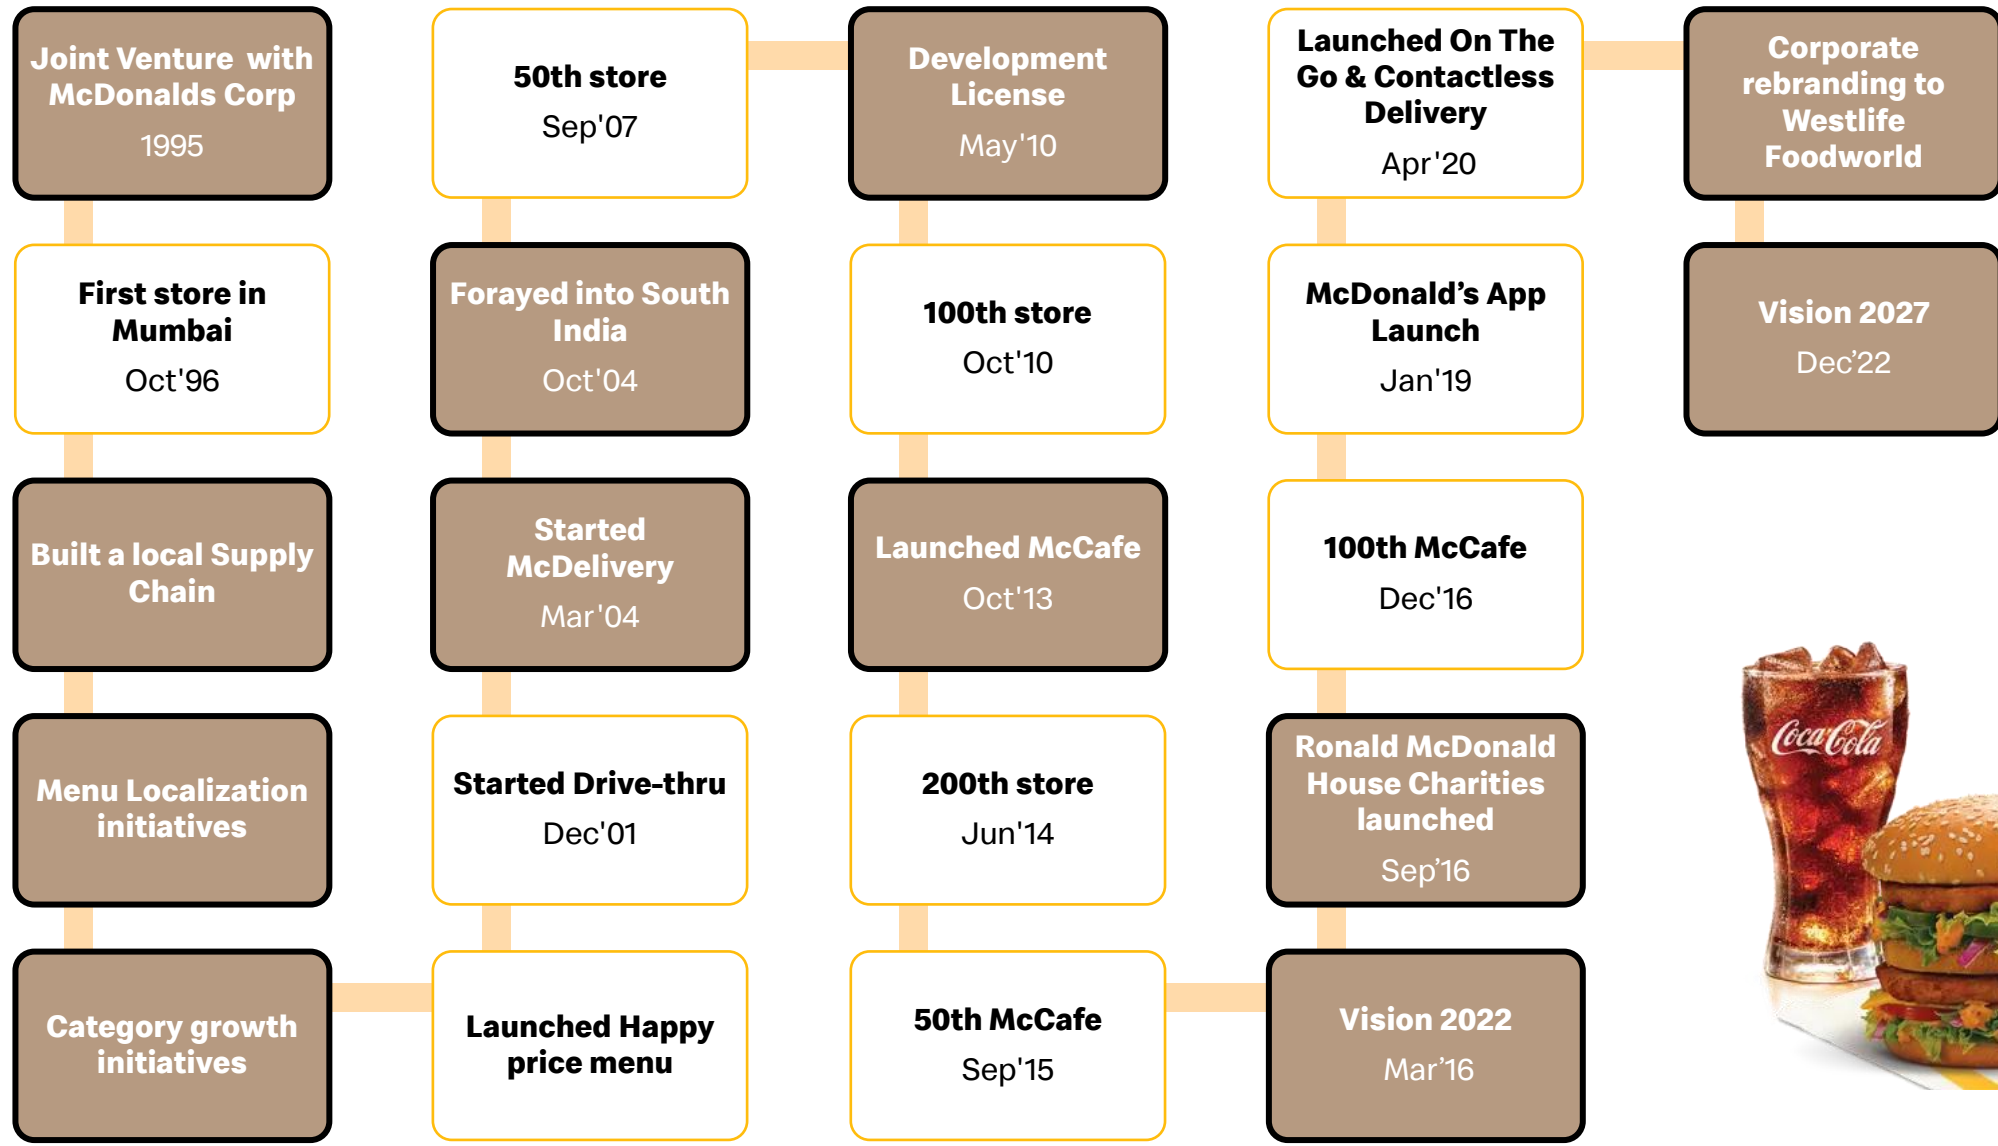 Joint Venture with
McDonalds Corp
1995
First store in
Mumbai
Oct'96
Built a local Supply
Chain
Menu Localization
initiatives
Category growth
initiatives
Launched Happy
price menu
Started Drive-thru
Dec'01
Started
McDelivery
Mar'04
Forayed into South
India
Oct'04
50th store
Sep'07
Development
License
May'10
100th store
Oct'10
Launched McCafe
Oct'13
200th store
Jun'14
50th McCafe
Sep'15
Vision 2022
Mar’16
Ronald McDonald
House Charities
launched
Sep’16
100th McCafe
Dec'16
McDonald’s App
Launch
Jan'19
Launched On The
Go & Contactless
Delivery
Apr'20
Corporate
rebranding to
Westlife
Foodworld
Vision 2027
Dec’22
Coca-Cola